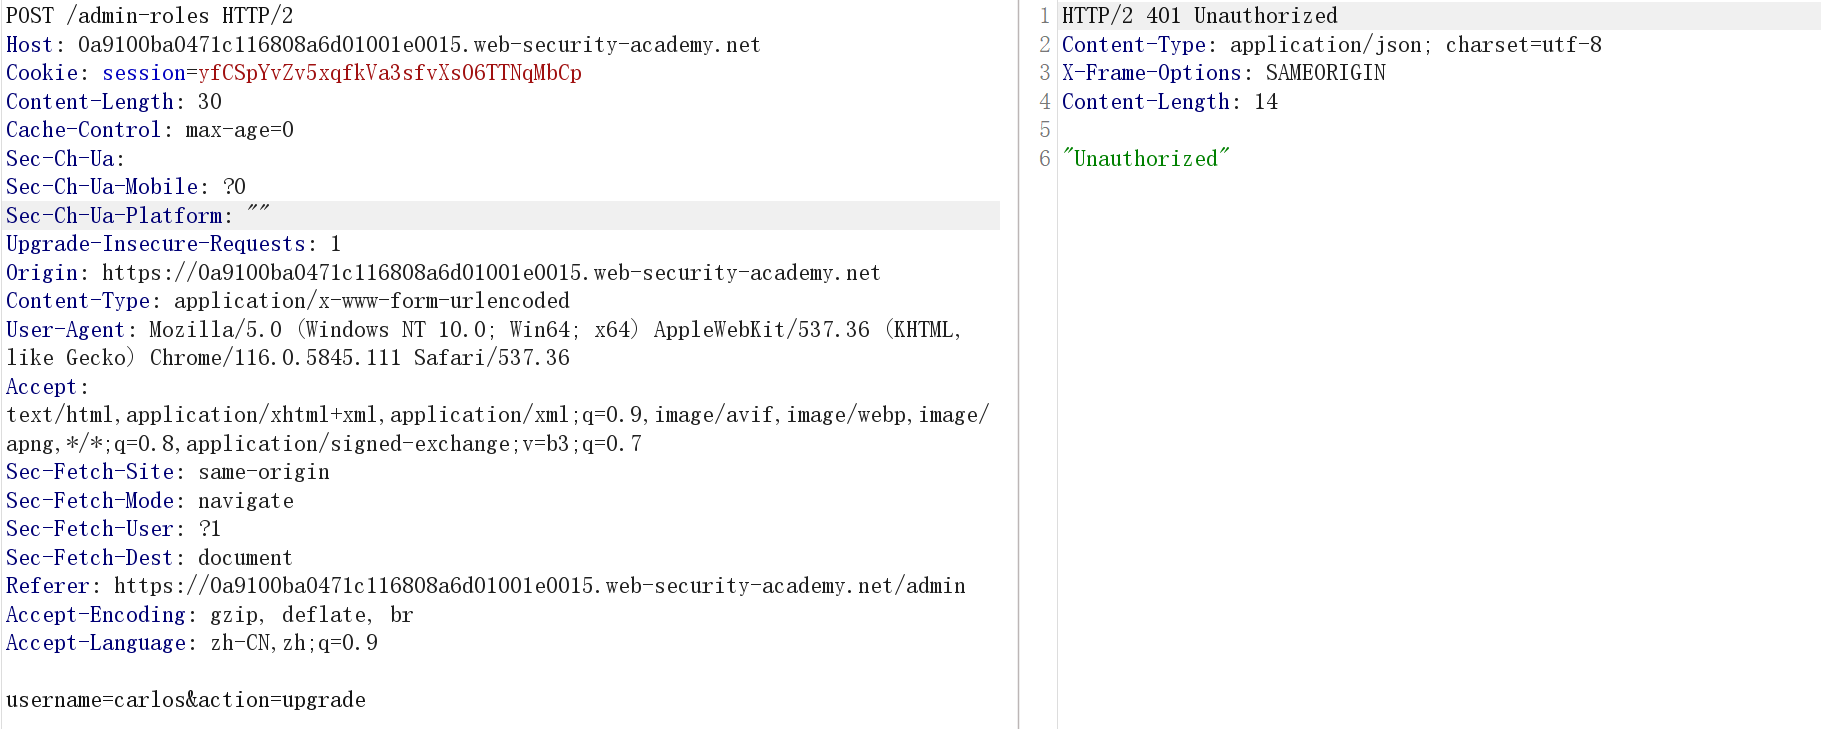 POST /admin-roles HTTP/2
Host: 0a9100ba0471c116808a6d01001e0015.web-security-academy.net
Cookie: session=yfCSpYvZv5xqfkVa3sfvXsO6TTNqMbCp
Content-Length: 30
Cache-Control: max-age=0
Sec-Ch-Ua:
Sec-Ch-Ua-Mobile: ?0
Sec-Ch-Ua-Platform: ""
Upgrade-Insecure-Requests: 1
Origin: https://0a9100ba0471c116808a6d01001e0015.web-security-academy.net
Content-Type: application/x-www-form-urlencoded
User-Agent: Mozilla/5.0 (Windows NT 10.0; Win64; x64) AppleWebKit/537.36 (KHTML,
like Gecko) Chrome/116.0.5845.111 Safari/537.36
Accept:
text/html,application/xhtml+xml,application/xml;q=0.9,image/avif,image/webp,image/
apng,*/*;q=0.8,application/signed-exchange;v=b3;q=0.7
Sec-Fetch-Site: same-origin
Sec-Fetch-Mode: navigate
Sec-Fetch-User: ?1
Sec-Fetch-Dest: document
Referer: https://0a9100ba0471c116808a6d01001e0015.web-security-academy.net/admin
Accept-Encoding: gzip, deflate, br
Accept-Language: zh-CN,zh;q=0.9

username=carlos&action=upgrade
1 HTTP/2 401 Unauthorized
2 Content-Type: application/json; charset=utf-8
3 X-Frame-Options: SAMEORIGIN
4 Content-Length: 14
5
6 "Unauthorized"